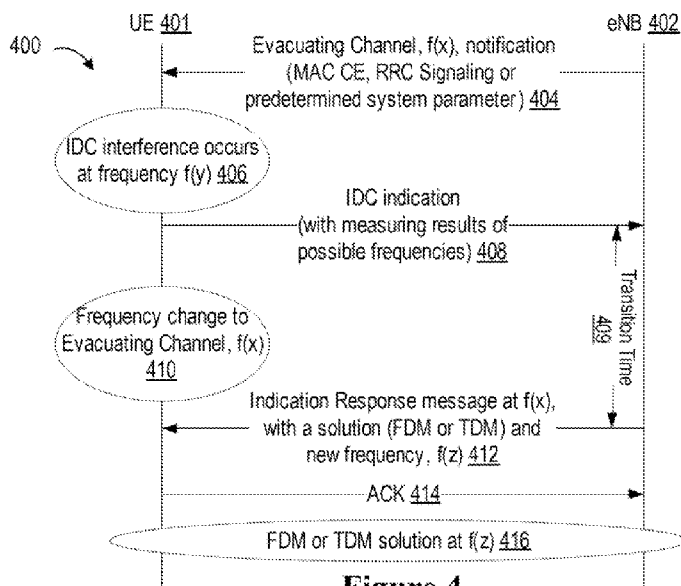 UE 401
eNB 402
400
Evacuating Channel, f(x), notification
(MAC CE, RRC Signaling or
predetermined system parameter) 404
IDC interference occurs
at frequency f(y) 406
IDC indication
(with measuring results of
possible frequencies) 408
Transition Time
409
Frequency change to
Evacuating Channel, f(x)
410
Indication Response message at f(x),
with a solution (FDM or TDM) and
new frequency, f(z) 412
ACK 414
FDM or TDM solution at f(z) 416
Figure 4